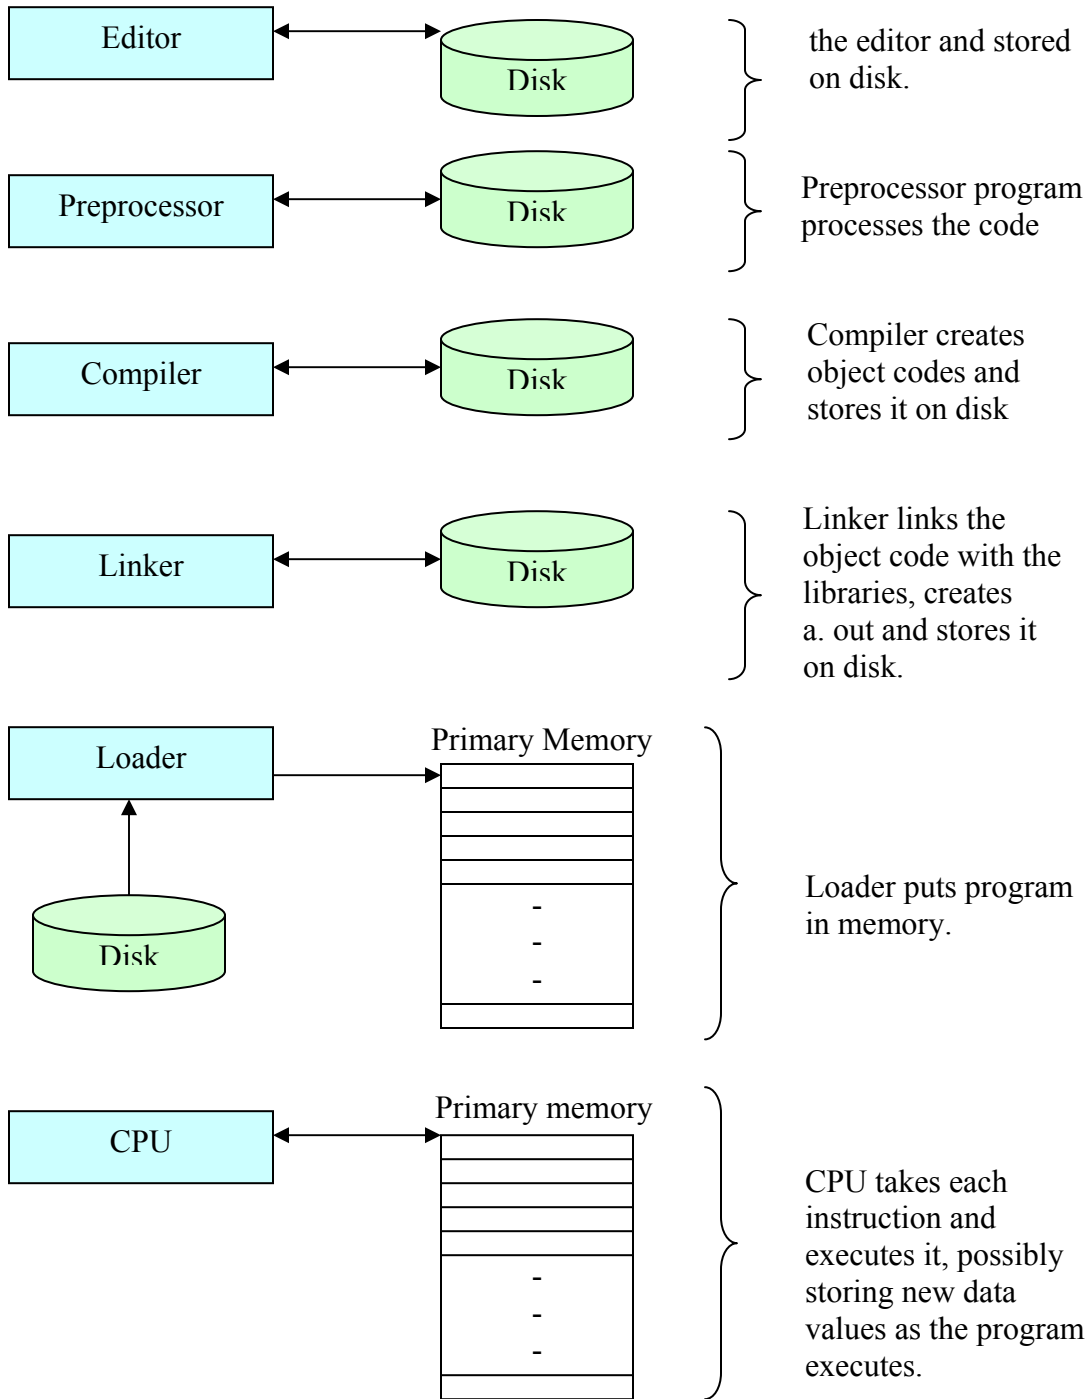 Editor
Disk
the editor and stored
on disk.
Preprocessor
Disk
Preprocessor program
processes the code
Compiler
Disk
Compiler creates
object codes and
stores it on disk
Linker
Disk
Linker links the
object code with the
libraries, creates
a. out and stores it
on disk.
Loader
Primary Memory
Disk
-
-
-
Loader puts program
in memory.
CPU
Primary memory
-
-
-
CPU takes each
instruction and
executes it, possibly
storing new data
values as the program
executes.